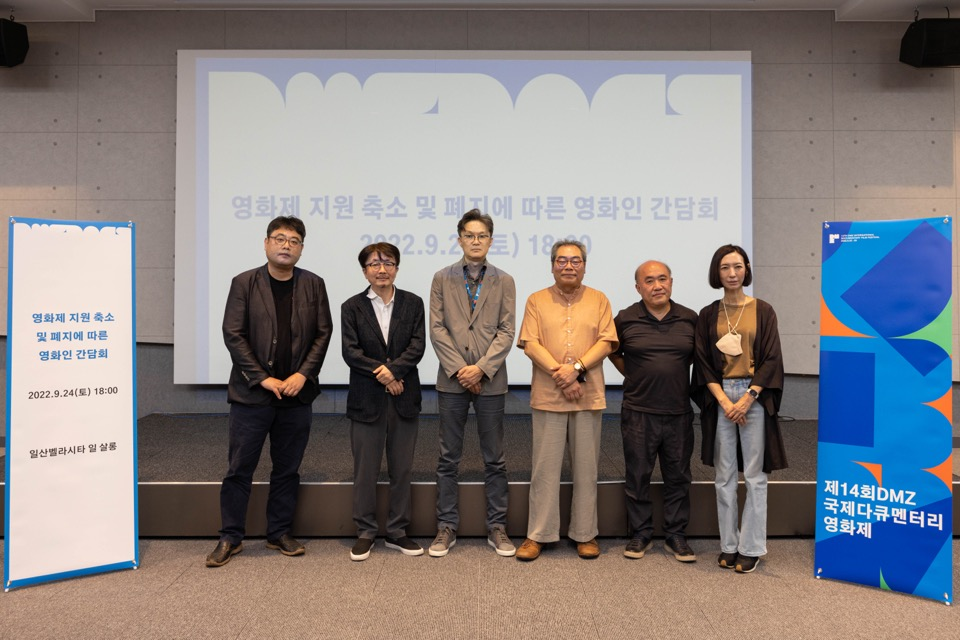 영화제 지원 축소 및 폐지에 따른 영화인 간담회
2022.9.2 (토) 18:00
영화제 지원 축소
및 폐지에 따른
영화인 간담회
2022.9.24(토) 18:00
일산벨라시타 일 살롱
제14회DMZ
국제다큐멘터리
영화제